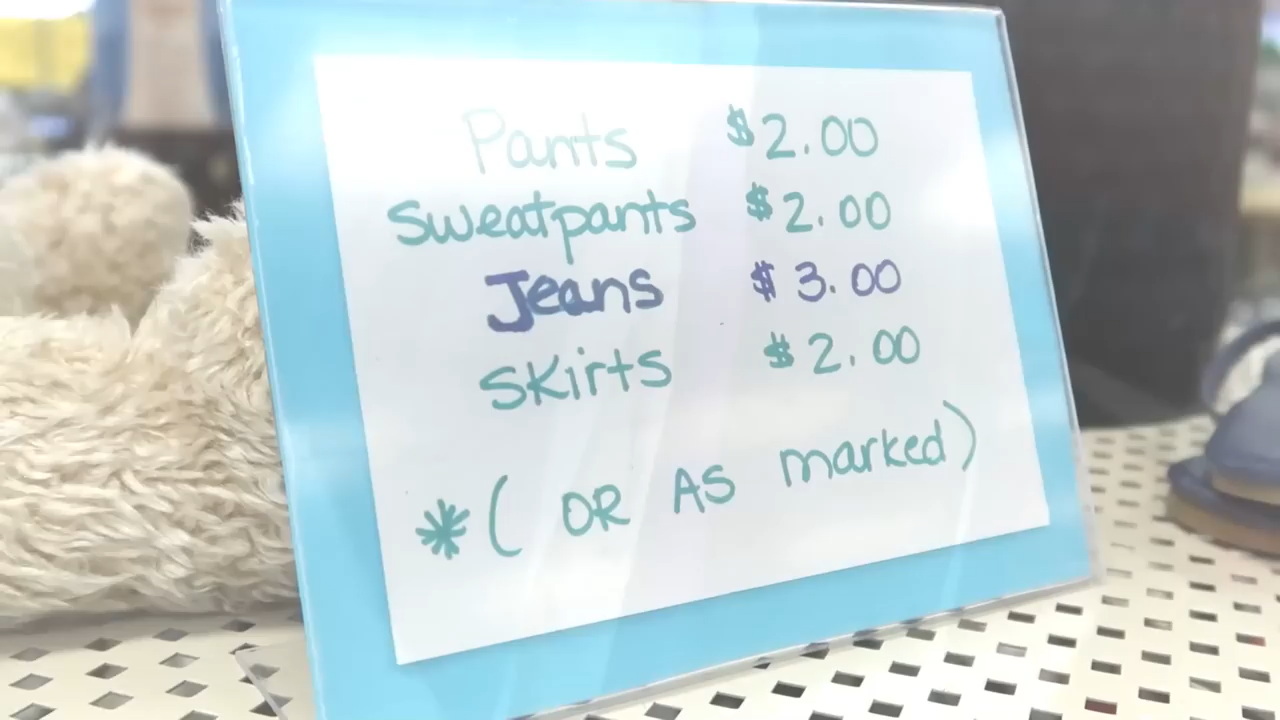 Pants $2.00
Sweatpants $2.00
Jeans $3.00
Skirts $2.00
*( OR AS marked)